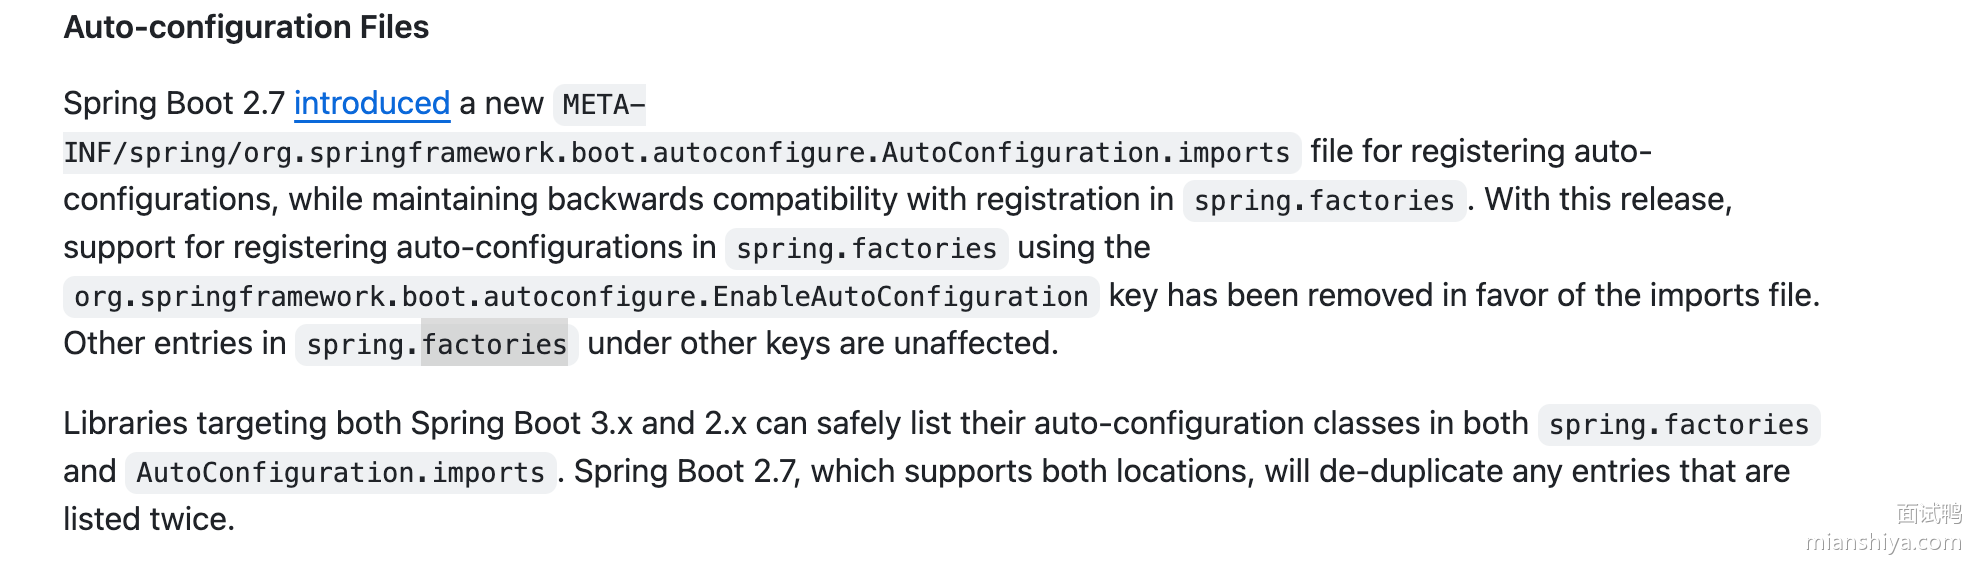 Auto-configuration Files
Spring Boot 2.7 introduced a new META-
INF/spring/org.springframework.boot.autoconfigure.AutoConfiguration.imports file for registering auto-
configurations, while maintaining backwards compatibility with registration in spring.factories. With this release,
support for registering auto-configurations in spring.factories using the
org.springframework.boot.autoconfigure.EnableAutoConfiguration key has been removed in favor of the imports file.
Other entries in spring.factories under other keys are unaffected.
Libraries targeting both Spring Boot 3.x and 2.x can safely list their auto-configuration classes in both spring.factories
and AutoConfiguration.imports. Spring Boot 2.7, which supports both locations, will de-duplicate any entries that are
listed twice.
面试鸭
mianshiya.com